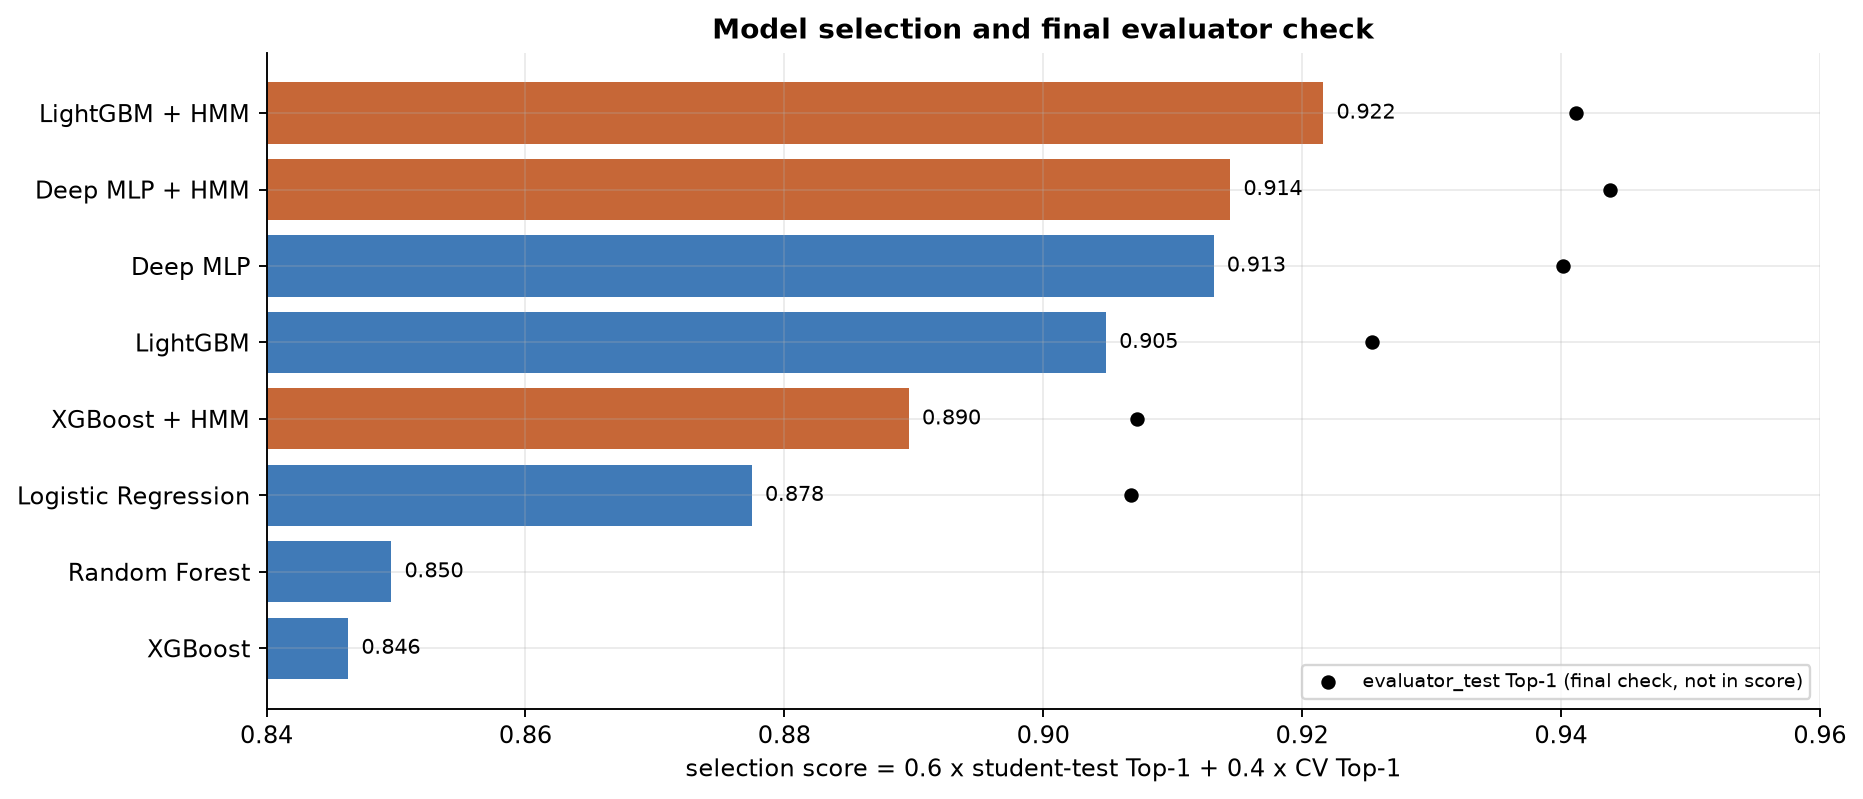 Model selection and final evaluator check
LightGBM + HMM
0.922
Deep MLP + HMM
0.914
Deep MLP
0.913
LightGBM
0.905
XGBoost + HMM
0.890
Logistic Regression
0.878
Random Forest
0.850
XGBoost
0.846
evaluator_test Top-1 (final check, not in score)
0.84 0.86 0.88 0.90 0.92 0.94 0.96
selection score = 0.6 x student-test Top-1 + 0.4 x CV Top-1